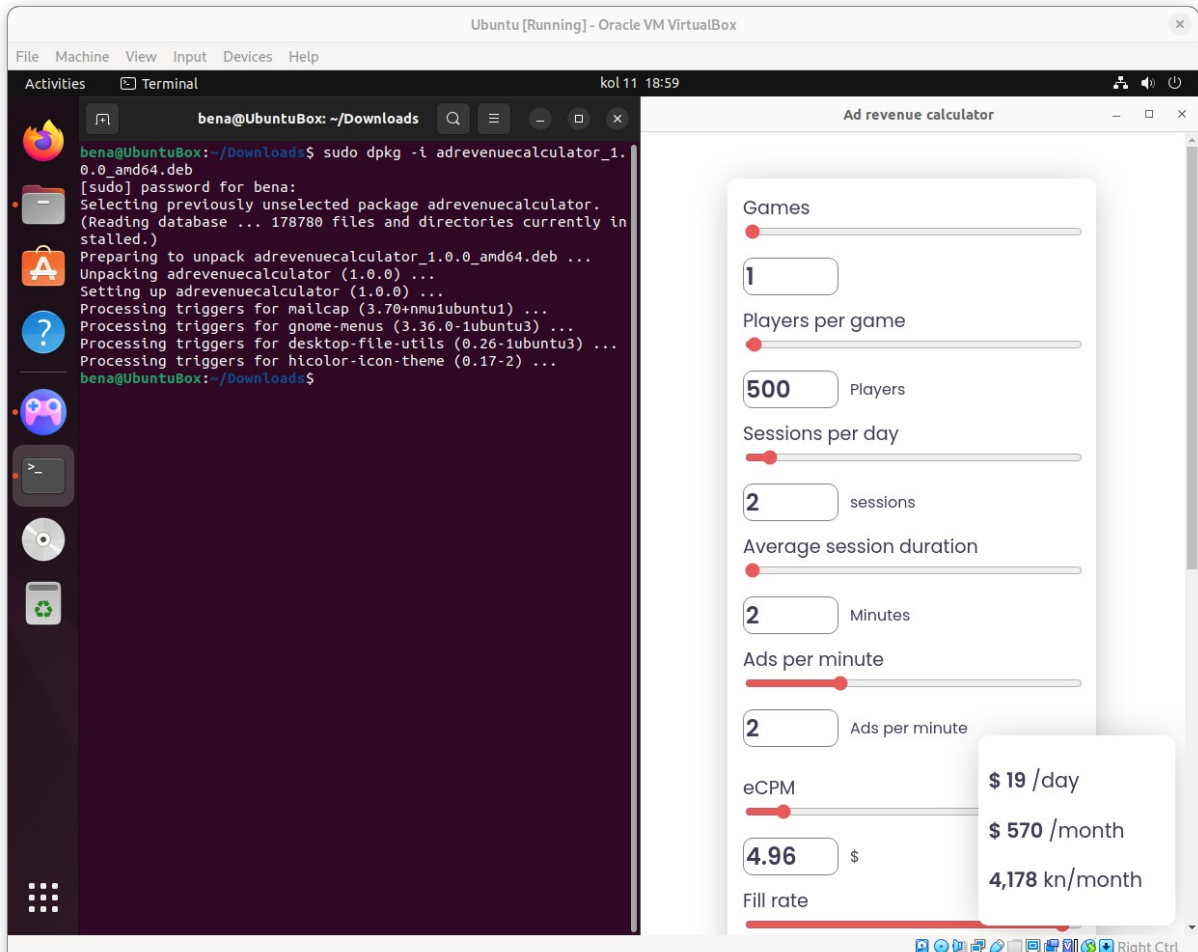 Ubuntu [Running] - Oracle VM VirtualBox
File Machine View Input Devices Help
Activities Terminal kol 11 18:59
bena@UbuntuBox: ~/Downloads
bena@UbuntuBox:~/Downloads$ sudo dpkg -i adrevenuecalculator_1.
0.0_amd64.deb
[sudo] password for bena:
Selecting previously unselected package adrevenuecalculator.
(Reading database ... 178780 files and directories currently in
stalled.)
Preparing to unpack adrevenuecalculator_1.0.0_amd64.deb ...
Unpacking adrevenuecalculator (1.0.0) ...
Setting up adrevenuecalculator (1.0.0) ...
Processing triggers for mailcap (3.70+nmu1ubuntu1) ...
Processing triggers for gnome-menus (3.36.0-1ubuntu3) ...
Processing triggers for desktop-file-utils (0.26-1ubuntu3) ...
Processing triggers for hicolor-icon-theme (0.17-2) ...
bena@UbuntuBox:~/Downloads$
Ad revenue calculator
Games
1
Players per game
500 Players
Sessions per day
2 sessions
Average session duration
2 Minutes
Ads per minute
2 Ads per minute
eCPM
4.96 $
Fill rate
$ 19 /day
$ 570 /month
4,178 kn/month
Right Ctrl